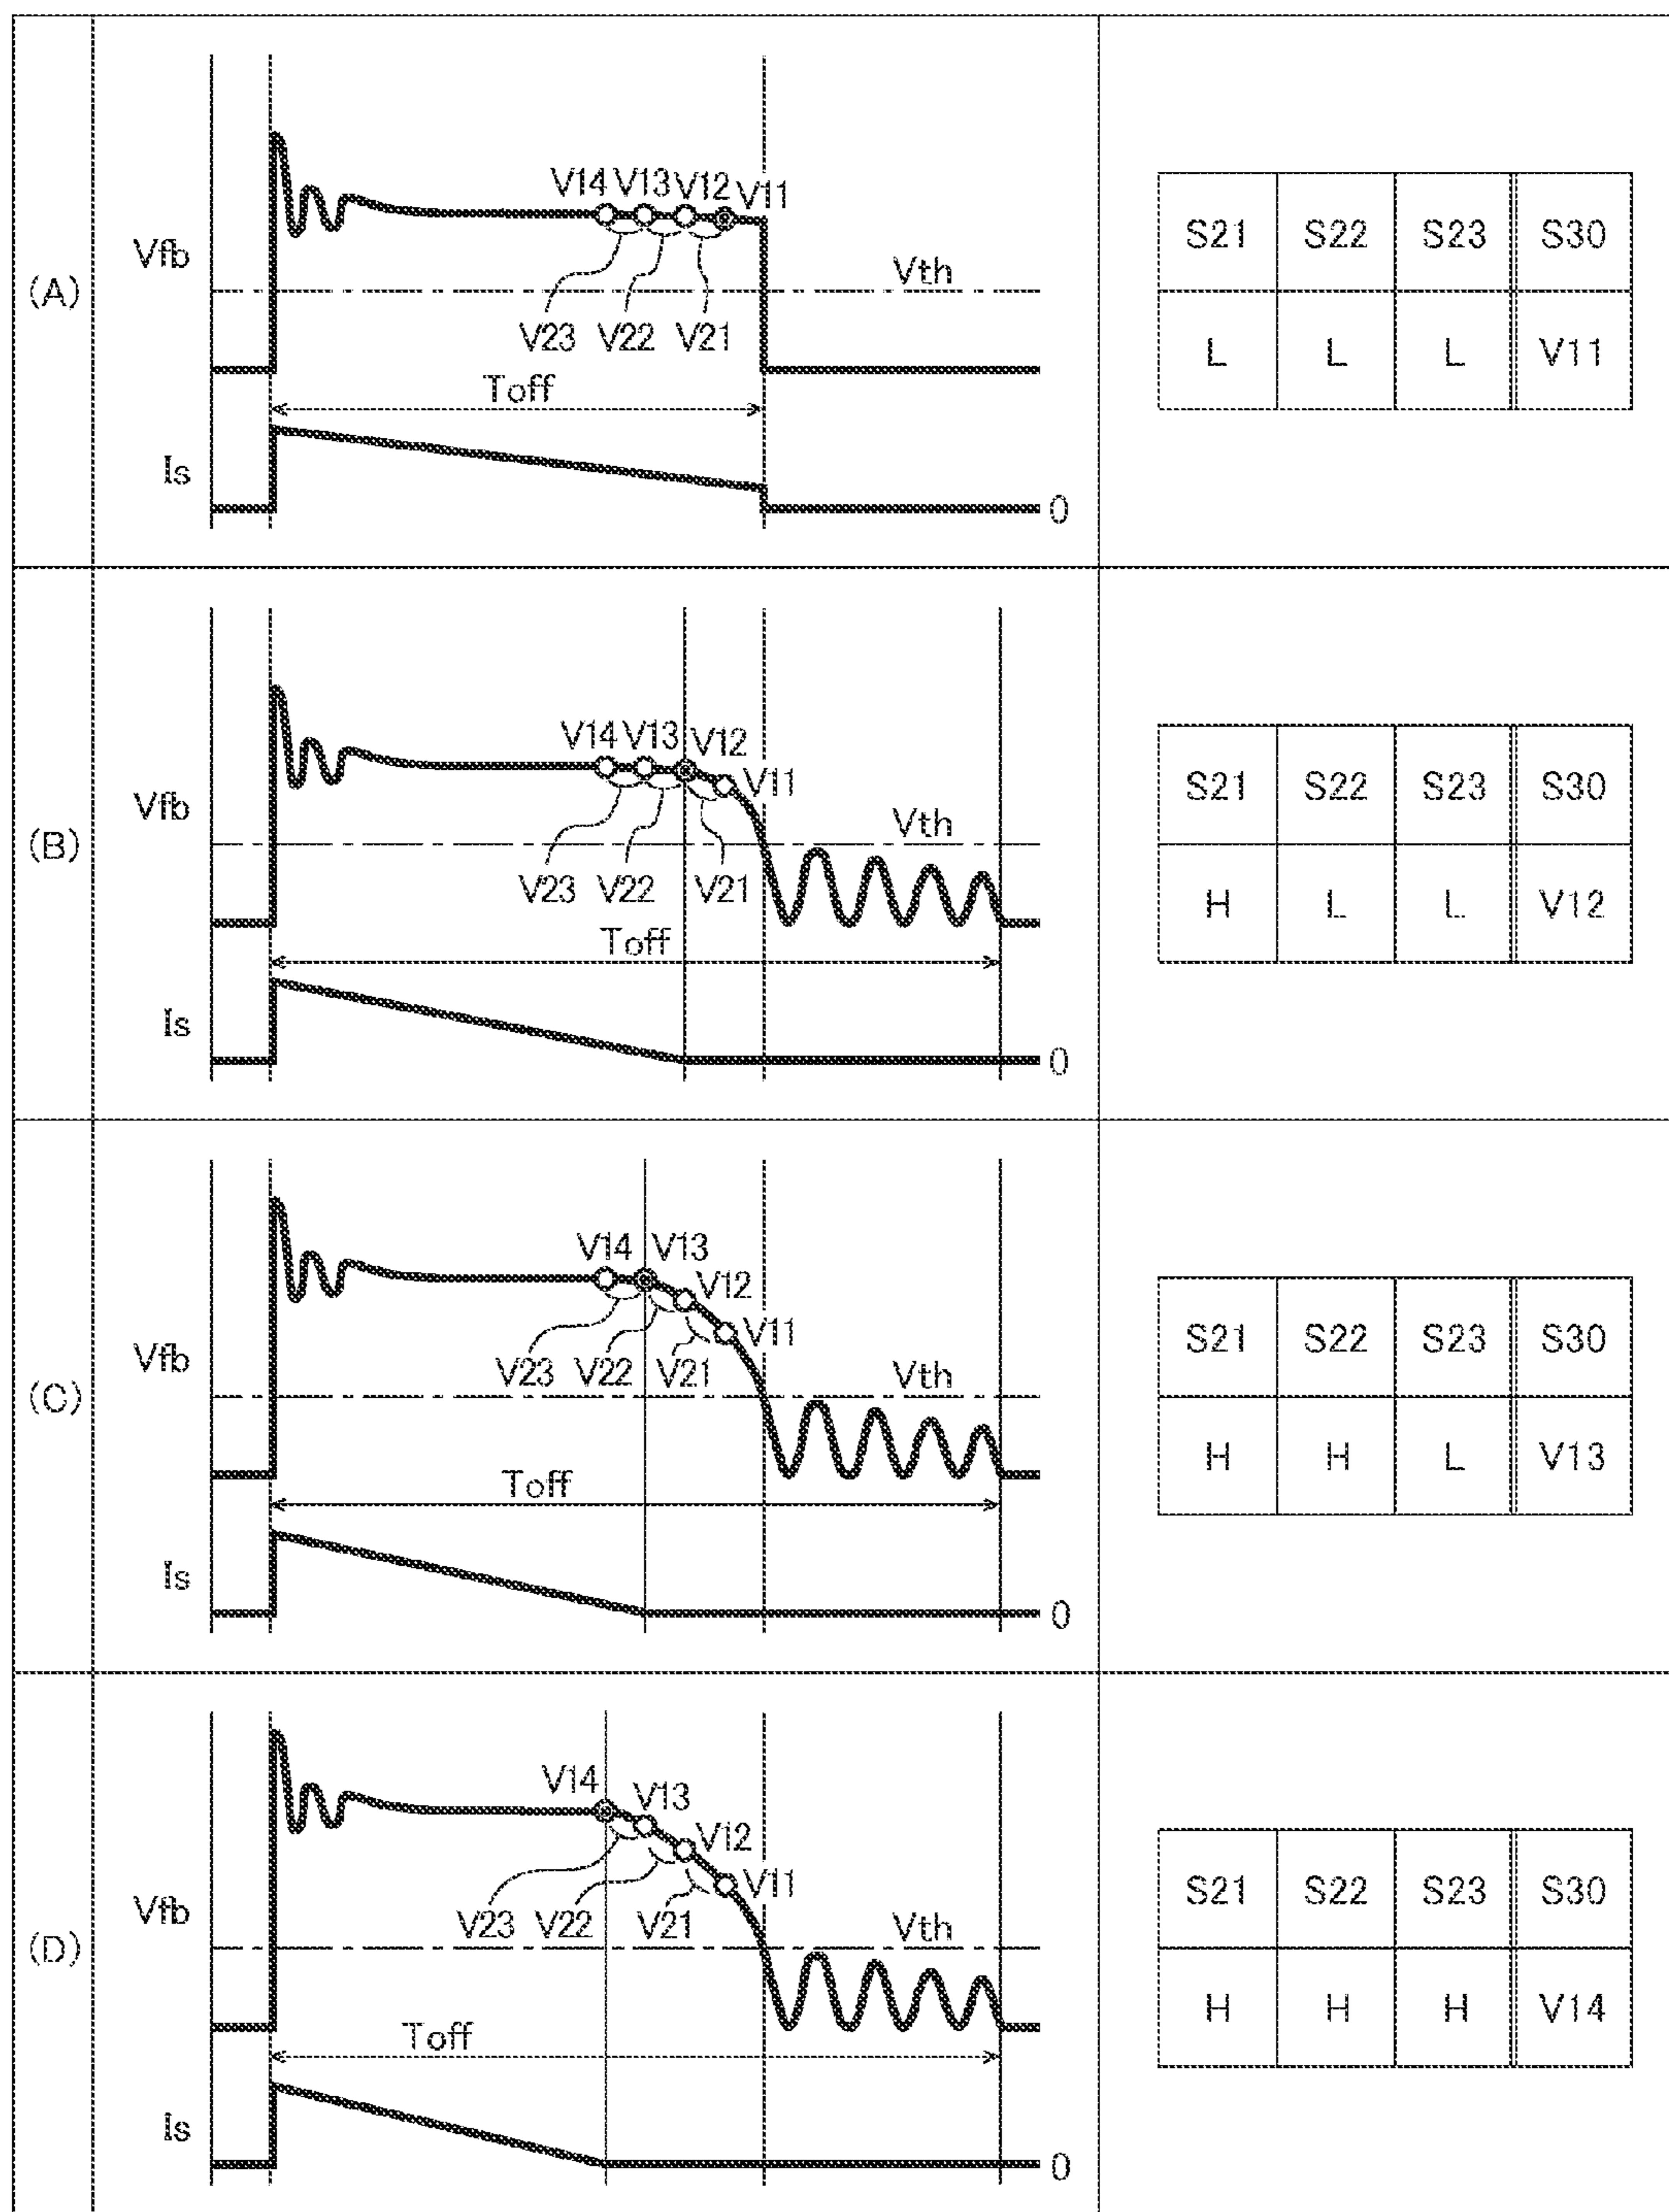 (A)
V14 V13 V12 V11
Vfb
Vth
V23 V22 V21
Toff
Is
0
S21 S22 S23 S30
L L L V11
(B)
V14 V13 V12
V11
Vfb
Vth
V23 V22 V21
Toff
Is
0
S21 S22 S23 S30
H L L V12
(C)
V14 V13
V12
V11
Vfb
V23 V22 V21
Vth
Toff
Is
0
S21 S22 S23 S30
H H L V13
(D)
V14
V13
V12
V11
Vfb
V23 V22 V21
Vth
Toff
Is
0
S21 S22 S23 S30
H H H V14